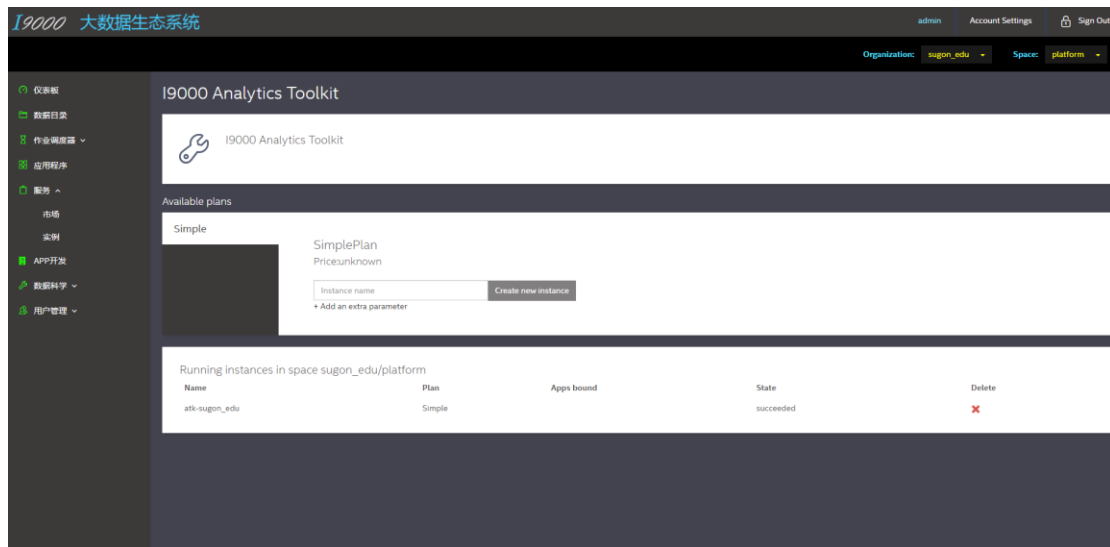 I9000 大数据生态系统
admin Account Settings Sign Out
Organization: sugon_edu Space: platform
仪表板
数据目录
作业调度器
应用程序
服务
市场
实例
APP开发
数据科学
用户管理
I9000 Analytics Toolkit
I9000 Analytics Toolkit
Available plans
Simple
SimplePlan
Price:unknown
Instance name Create new instance
+ Add an extra parameter
Running instances in space sugon_edu/platform
Name Plan Apps bound State Delete
atk-sugon_edu Simple succeeded